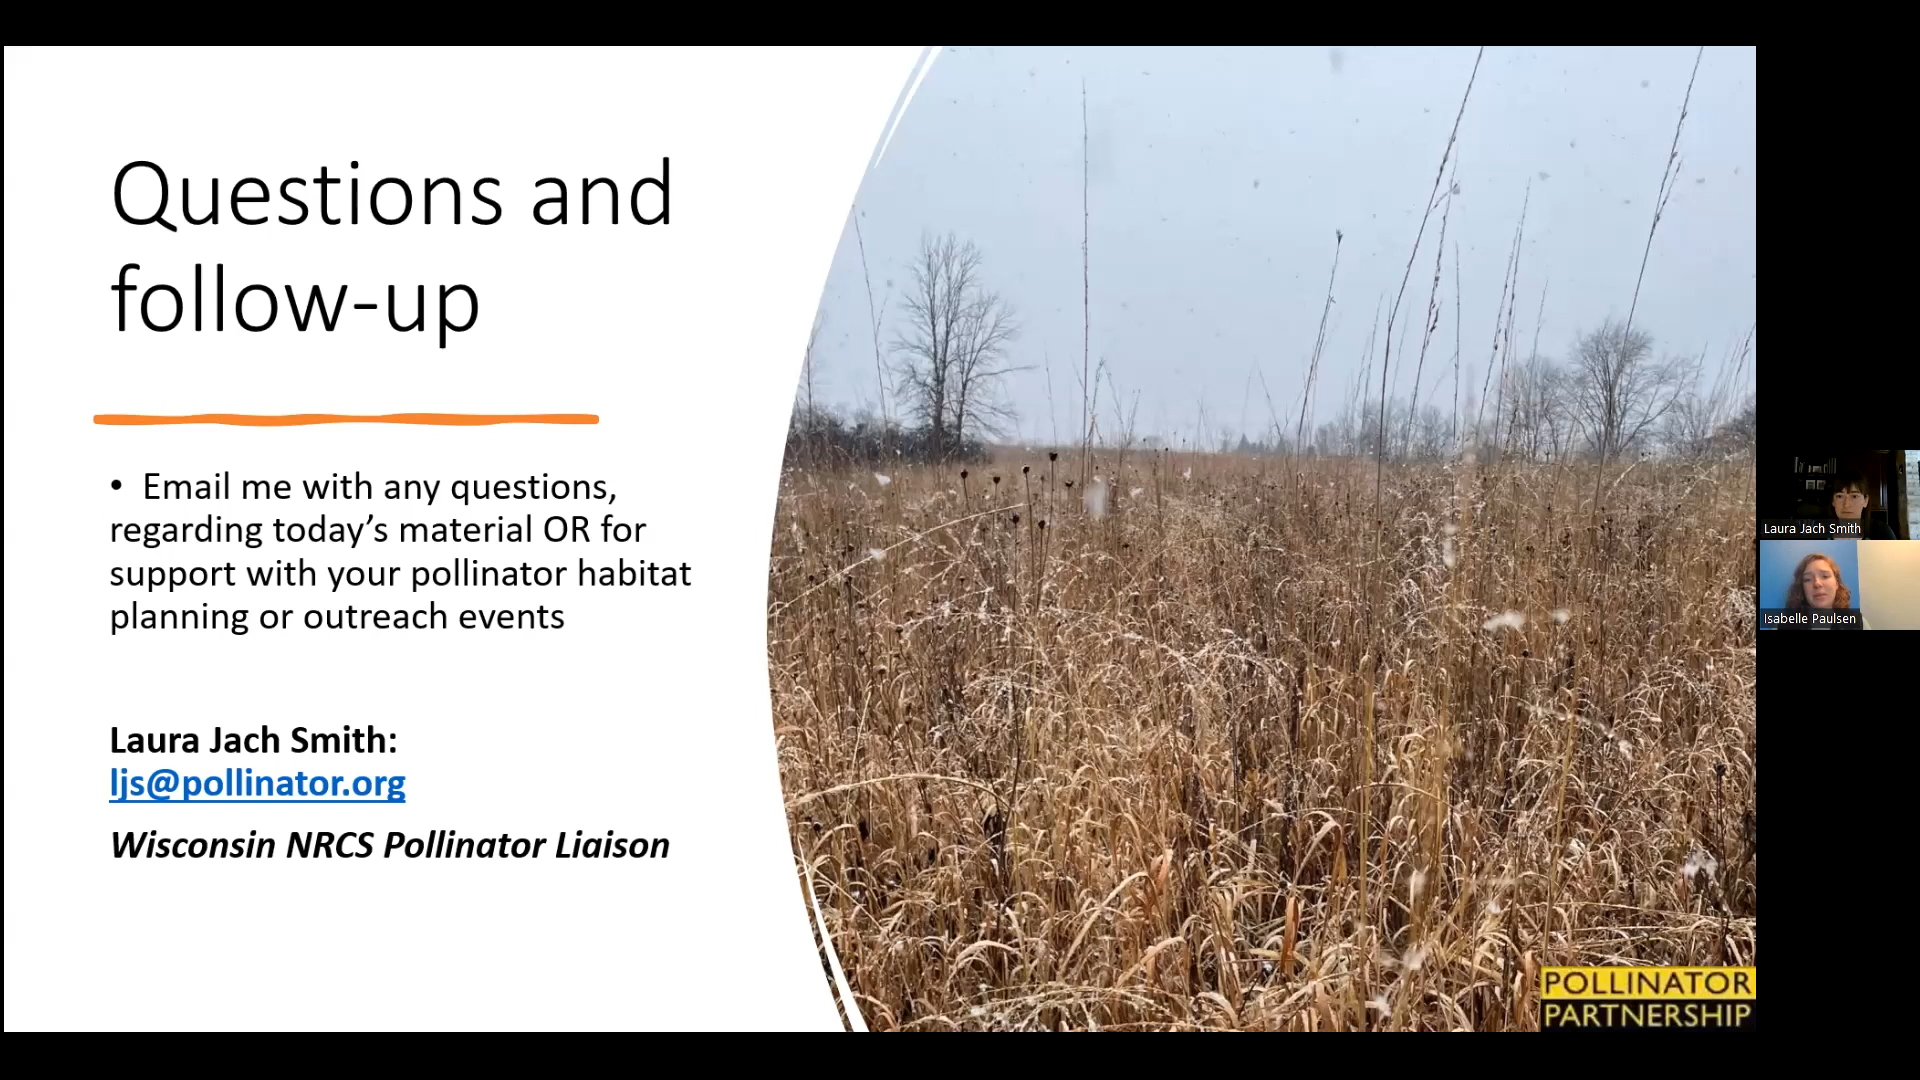 Questions and
follow-up
• Email me with any questions,
regarding today’s material OR for
support with your pollinator habitat
planning or outreach events
Laura Jach Smith:
ljs@pollinator.org
Wisconsin NRCS Pollinator Liaison
POLLINATOR
PARTNERSHIP
Laura Jach Smith
Isabelle Paulsen